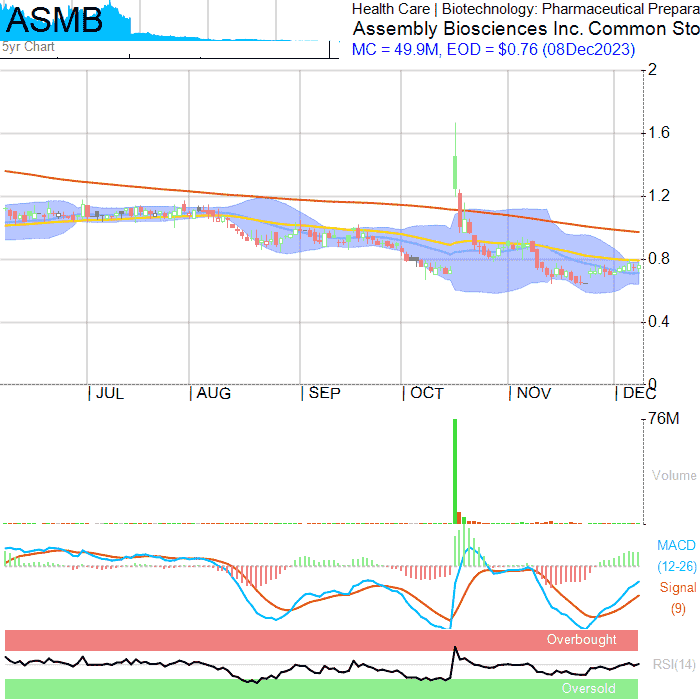 ASMB
5yr Chart
Health Care | Biotechnology: Pharmaceutical Prepara
Assembly Biosciences Inc. Common Sto
MC = 49.9M, EOD = $0.76 (08Dec2023)
2
1.6
1.2
0.8
0.4
0
JUL AUG SEP OCT NOV DEC
76M
Volume
MACD
(12-26)
Signal
(9)
Overbought
RSI(14)
Oversold